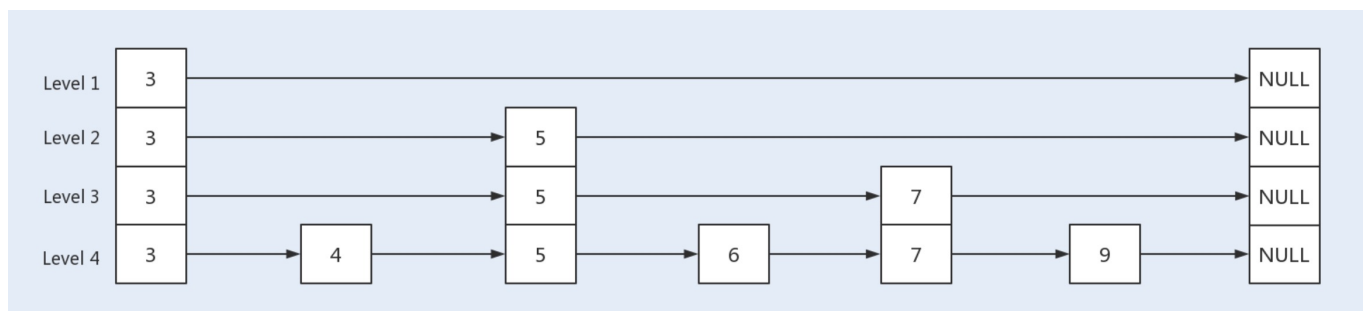 Level 1 3 NULL
Level 2 3 5 NULL
Level 3 3 5 7 NULL
Level 4 3 4 5 6 7 9 NULL